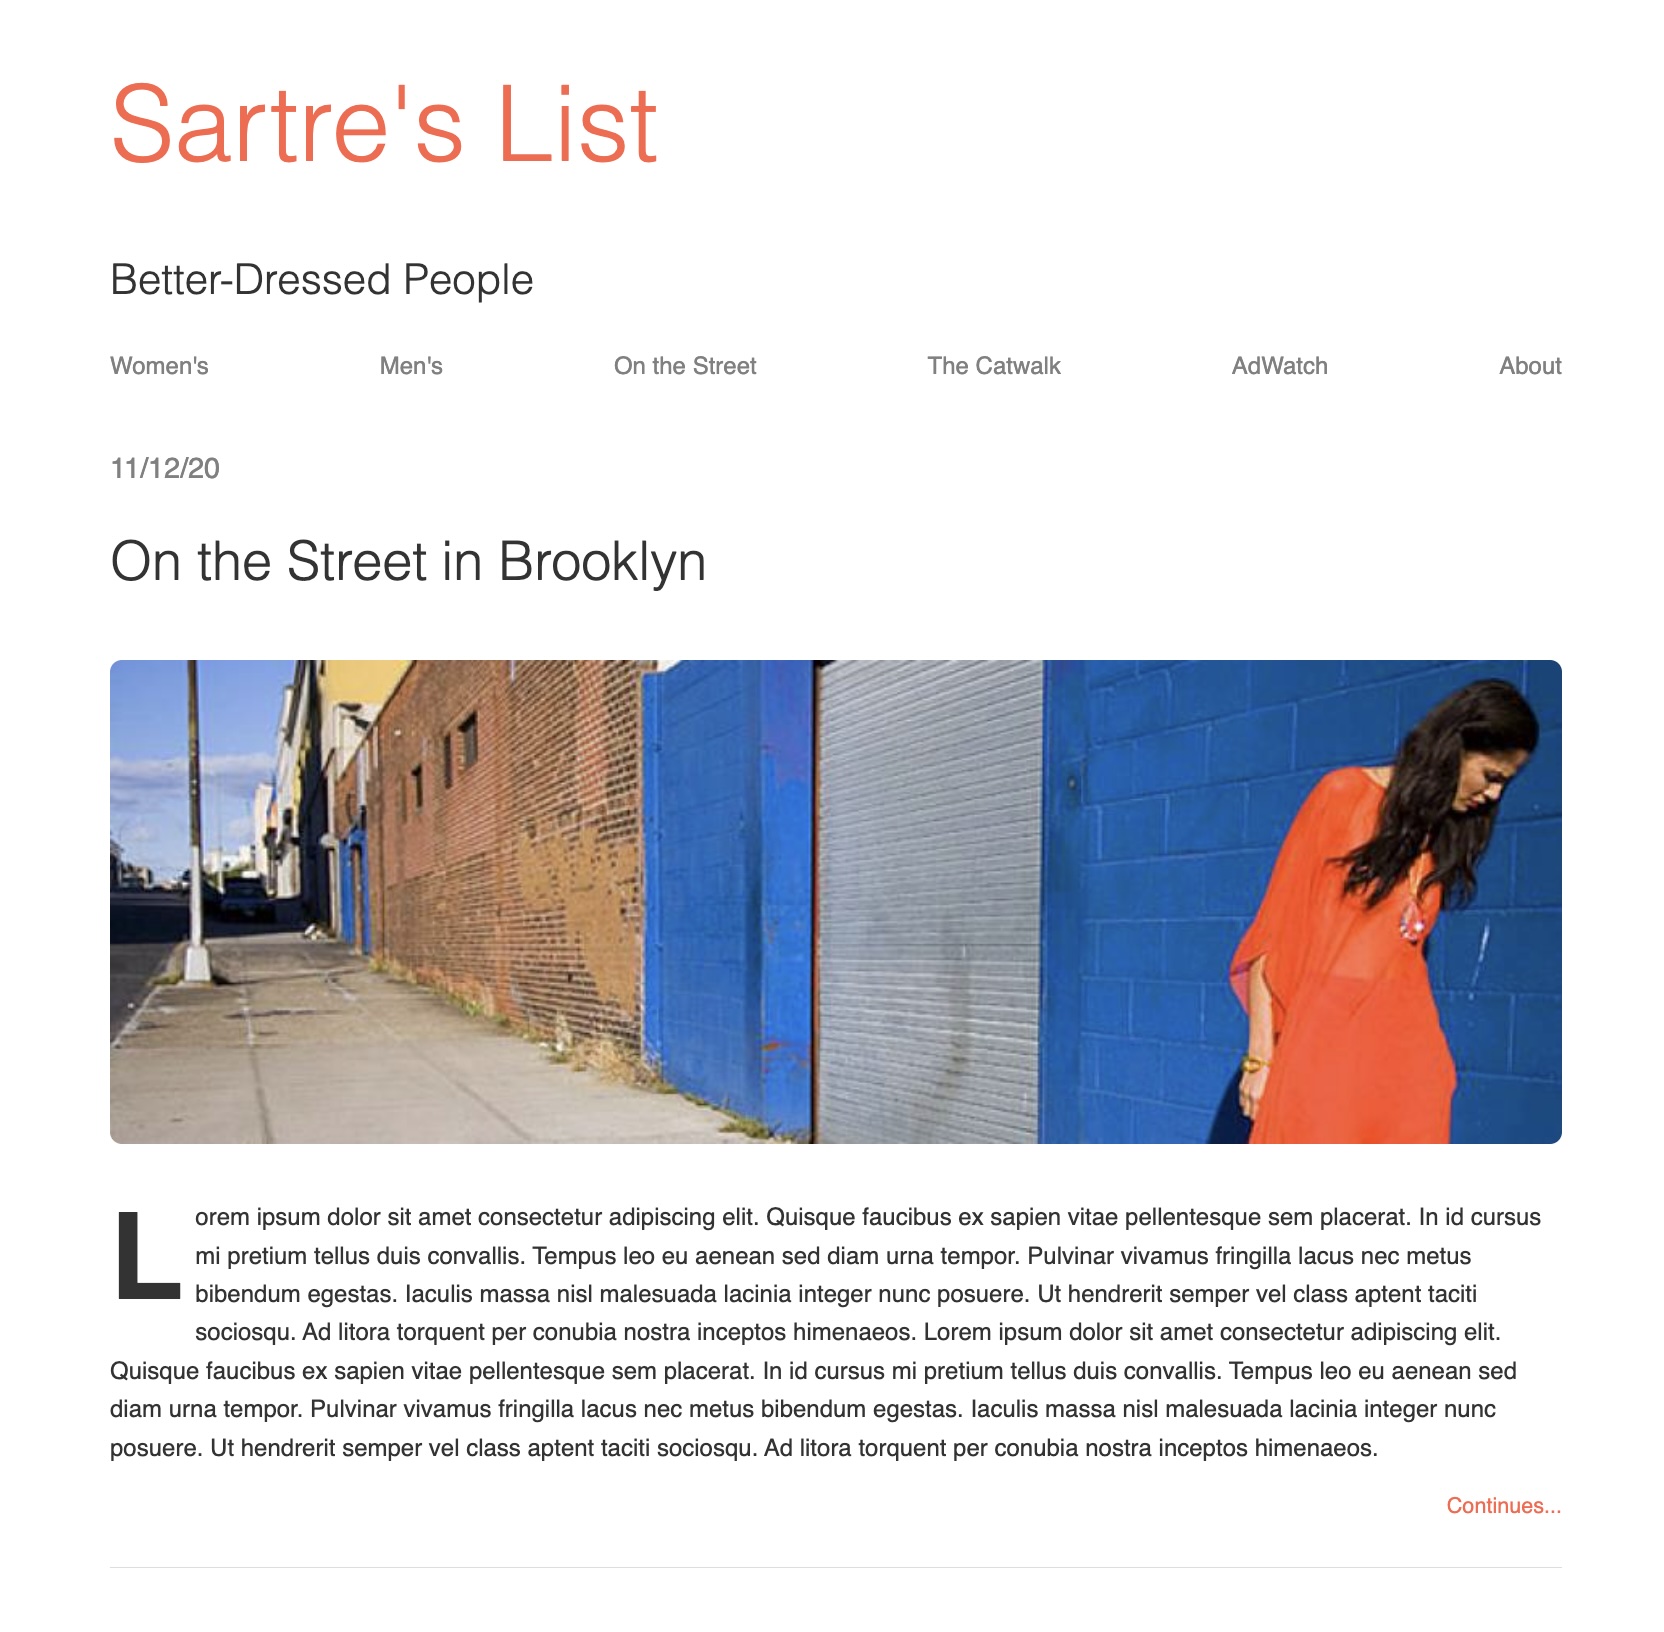 Sartre's List
Better-Dressed People
Women's Men's On the Street The Catwalk AdWatch About
11/12/20
On the Street in Brooklyn
Lorem ipsum dolor sit amet consectetur adipiscing elit. Quisque faucibus ex sapien vitae pellentesque sem placerat. In id cursus
mi pretium tellus duis convallis. Tempus leo eu aenean sed diam urna tempor. Pulvinar vivamus fringilla lacus nec metus
bibendum egestas. Iaculis massa nisl malesuada lacinia integer nunc posuere. Ut hendrerit semper vel class aptent taciti
sociosqu. Ad litora torquent per conubia nostra inceptos himenaeos. Lorem ipsum dolor sit amet consectetur adipiscing elit.
Quisque faucibus ex sapien vitae pellentesque sem placerat. In id cursus mi pretium tellus duis convallis. Tempus leo eu aenean sed
diam urna tempor. Pulvinar vivamus fringilla lacus nec metus bibendum egestas. Iaculis massa nisl malesuada lacinia integer nunc
posuere. Ut hendrerit semper vel class aptent taciti sociosqu. Ad litora torquent per conubia nostra inceptos himenaeos.
Continues...